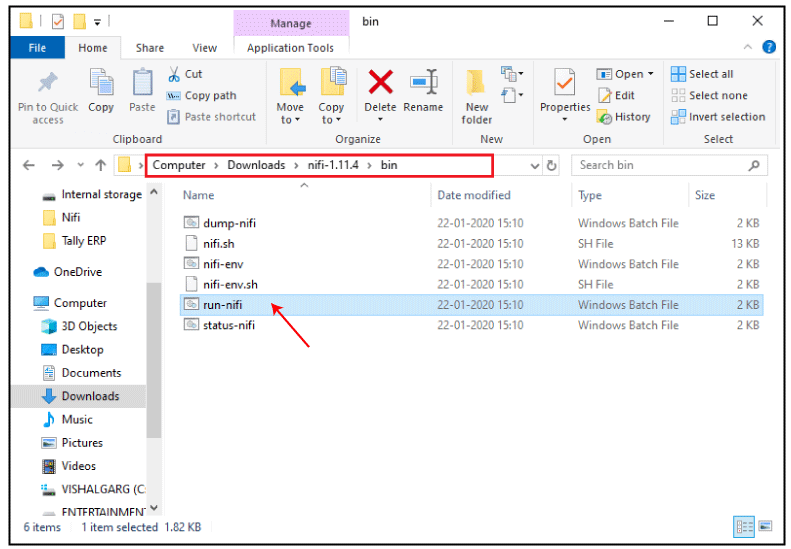 Manage bin
File Home Share View Application Tools
Pin to Quick access
Copy
Paste
Cut
Copy path
Paste shortcut
Clipboard
Move to
Copy to
Delete
Rename
Organize
New folder
New
Properties
Open
Edit
History
Open
Select all
Select none
Invert selection
Select
Computer > Downloads > nifi-1.11.4 > bin
Search bin
Internal storage
Nifi
Tally ERP
OneDrive
Computer
3D Objects
Desktop
Documents
Downloads
Music
Pictures
Videos
VISHALGARG (C:
ENTERTAINMENT
Name Date modified Type Size
dump-nifi 22-01-2020 15:10 Windows Batch File 2 KB
nifi.sh 22-01-2020 15:10 SH File 13 KB
nifi-env 22-01-2020 15:10 Windows Batch File 2 KB
nifi-env.sh 22-01-2020 15:10 SH File 2 KB
run-nifi 22-01-2020 15:10 Windows Batch File 2 KB
status-nifi 22-01-2020 15:10 Windows Batch File 2 KB
6 items 1 item selected 1.82 KB